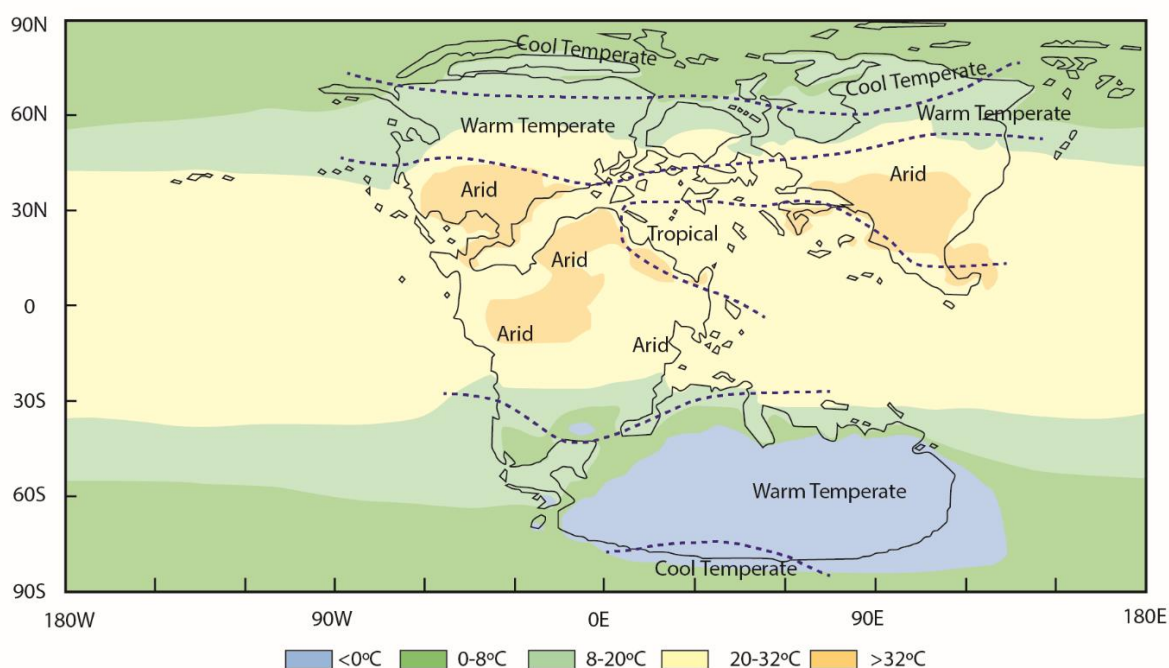 90N
Cool Temperate
Cool Temperate
60N
Warm Temperate
Warm Temperate
Arid
Arid
30N
Tropical
Arid
0
Arid
Arid
30S
60S
Warm Temperate
Cool Temperate
90S
180W 90W 0E 90E 180E
<0ºC 0-8ºC 8-20ºC 20-32ºC >32ºC